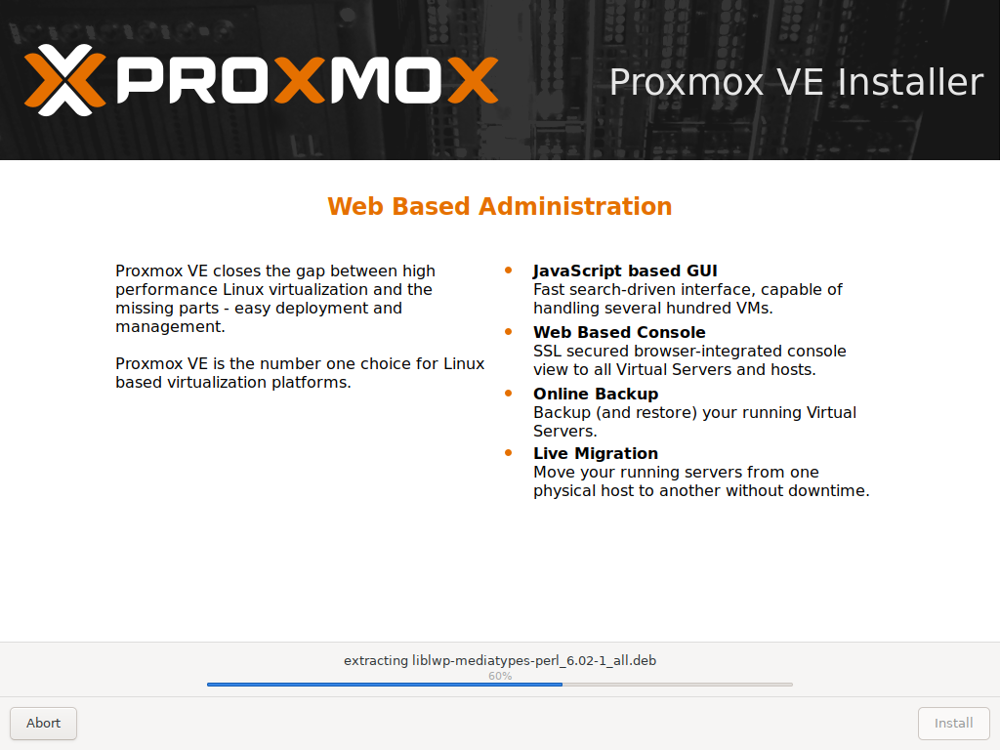 PROXMOX
Proxmox VE Installer
Web Based Administration
Proxmox VE closes the gap between high
performance Linux virtualization and the
missing parts - easy deployment and
management.
Proxmox VE is the number one choice for Linux
based virtualization platforms.
JavaScript based GUI
Fast search-driven interface, capable of
handling several hundred VMs.
Web Based Console
SSL secured browser-integrated console
view to all Virtual Servers and hosts.
Online Backup
Backup (and restore) your running Virtual
Servers.
Live Migration
Move your running servers from one
physical host to another without downtime.
extracting liblwp-mediatypes-perl_6.02-1_all.deb
60%
Abort
Install